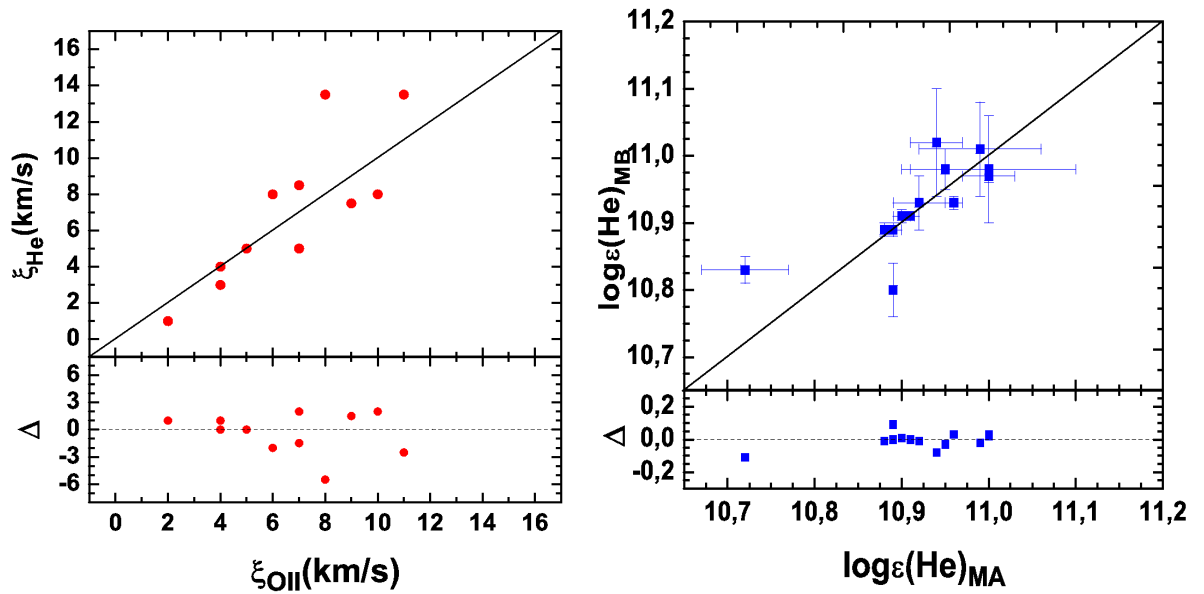 16
14
12
10
8
6
4
2
0
ξHe(km/s)
6
3
0
-3
-6
Δ
0 2 4 6 8 10 12 14 16
ξOII(km/s)
11,2
11,1
11,0
10,9
10,8
10,7
logε(He)MB
0,2
0,0
-0,2
Δ
10,7 10,8 10,9 11,0 11,1 11,2
logε(He)MA